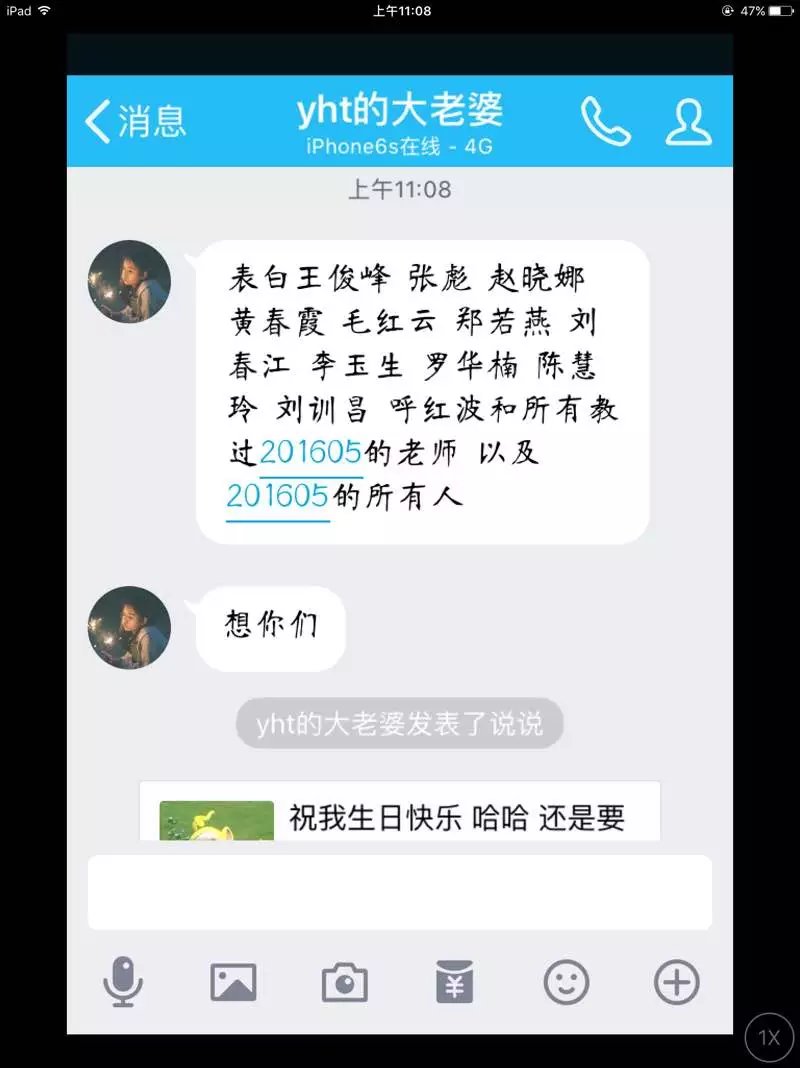 iPad 上午11:08 47%
消息 yht的大老婆
iPhone6s在线 - 4G
上午11:08
表白王俊峰 张彪 赵晓娜
黄春霞 毛红云 郑若燕 刘
春江 李玉生 罗华楠 陈慧
玲 刘训昌 呼红波和所有教
过201605的老师 以及
201605的所有人
想你们
yht的大老婆发表了说说
祝我生日快乐 哈哈 还是要
¥
1X